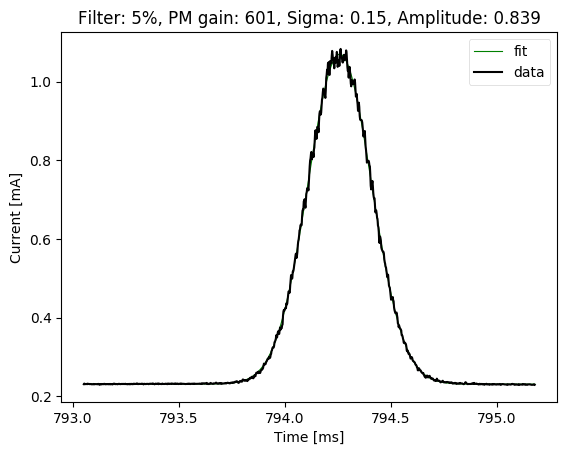 Filter: 5%, PM gain: 601, Sigma: 0.15, Amplitude: 0.839
fit
data
1.0
0.8
0.6
0.4
0.2
Current [mA]
793.0 793.5 794.0 794.5 795.0
Time [ms]